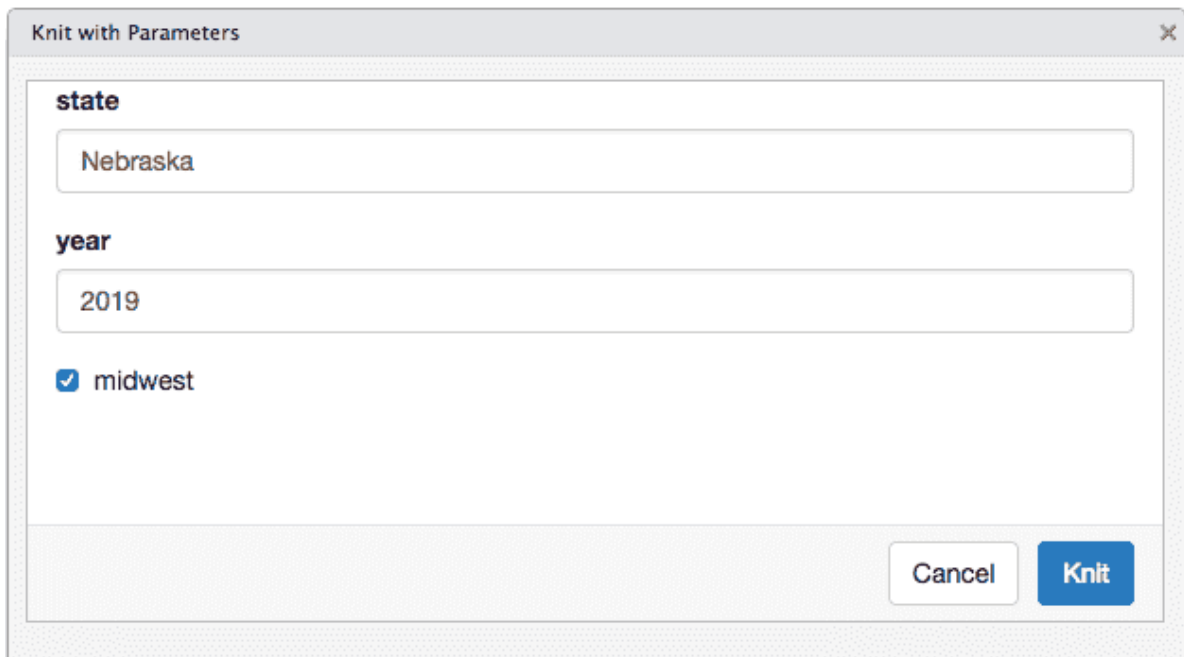 Knit with Parameters
state
Nebraska
year
2019
midwest
Cancel Knit